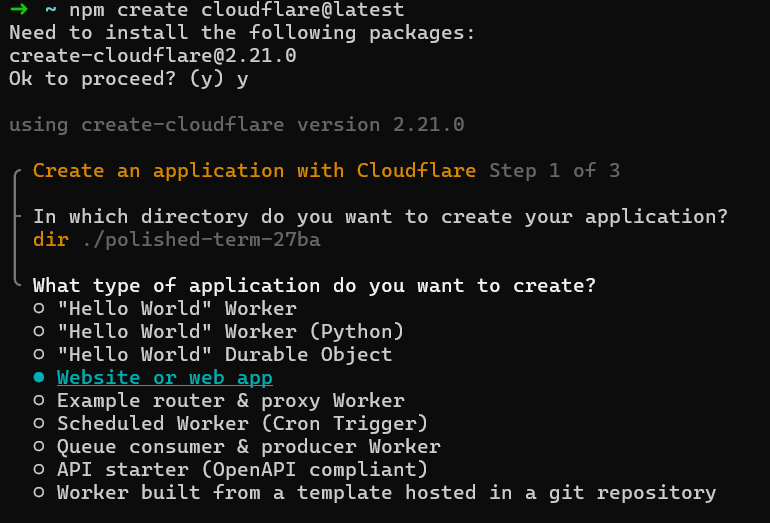 ➜ ~ npm create cloudflare@latest
Need to install the following packages:
create-cloudflare@2.21.0
Ok to proceed? (y) y
using create-cloudflare version 2.21.0
Create an application with Cloudflare Step 1 of 3
In which directory do you want to create your application?
dir ./polished-term-27ba
What type of application do you want to create?
○ "Hello World" Worker
○ "Hello World" Worker (Python)
○ "Hello World" Durable Object
● Website or web app
○ Example router & proxy Worker
○ Scheduled Worker (Cron Trigger)
○ Queue consumer & producer Worker
○ API starter (OpenAPI compliant)
○ Worker built from a template hosted in a git repository